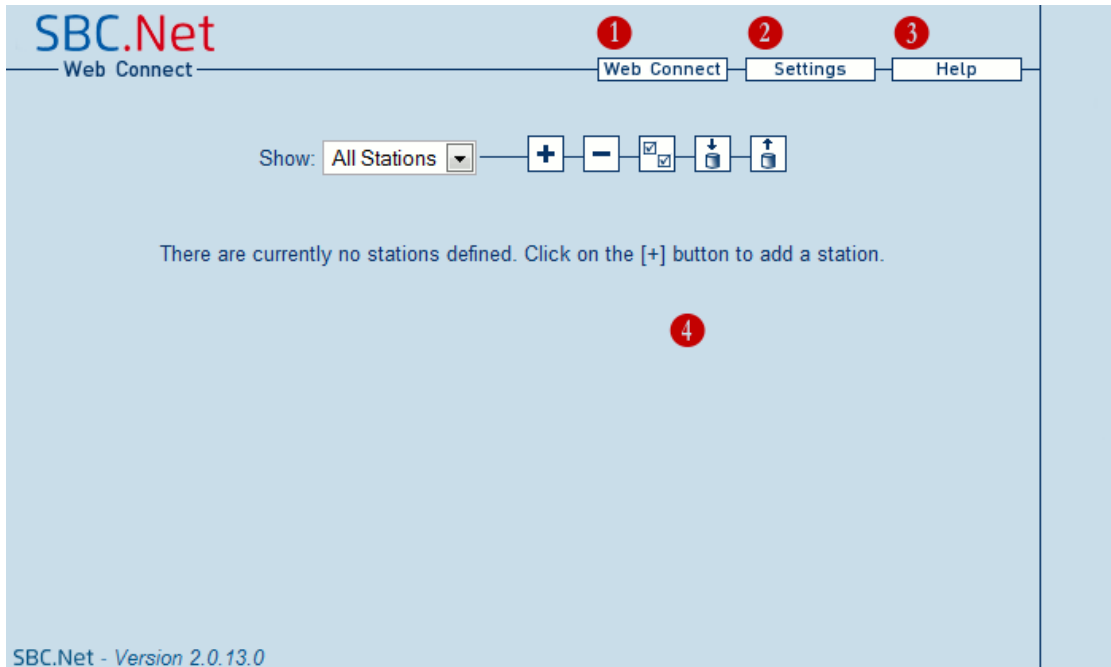 SBC.Net
Web Connect
1 2 3
Web Connect Settings Help
Show: All Stations
There are currently no stations defined. Click on the [+] button to add a station.
4
SBC.Net - Version 2.0.13.0